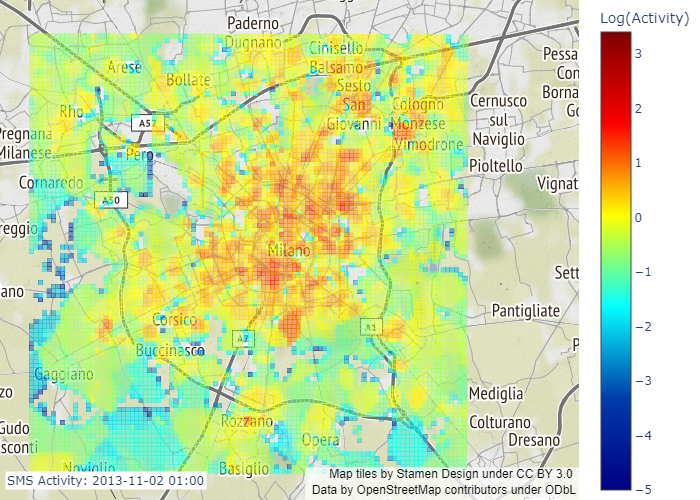 Log(Activity)
Paderno
Dugnano
Cinisello
Balsamo
Arese
Bollate
Sesto
San
Giovanni
Cologno
Monzese
Vimodrone
Cernusco
sul
Naviglio
Pioltello
Pessa
Con
Borna
Go
Vignat
Rho
A52
Pregnana
Milanese
Pero
Cornaredo
A50
reggio
Milano
ano
Sett
Pantigliate
P
Corsico
A7
A1
Buccinasco
Gaggiano
zo
Gudo
sconti
Rozzano
Opera
Mediglia
Colturano
Dresano
Noviglio
Basiglio
3
2
1
0
−1
−2
−3
−4
−5
SMS Activity: 2013-11-02 01:00
Map tiles by Stamen Design under CC BY 3.0
Data by OpenStreetMap contributors under ODbL